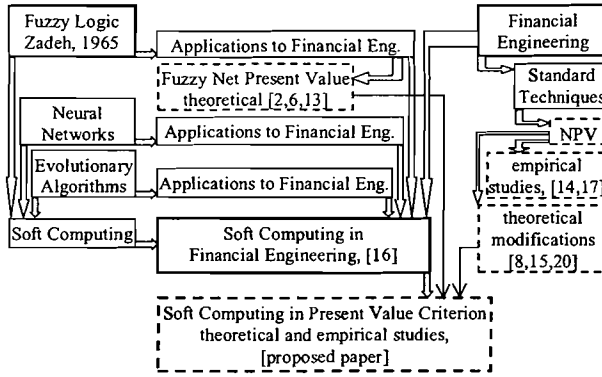 Fuzzy Logic
Zadeh, 1965
Applications to Financial Eng.
Financial
Engineering
Fuzzy Net Present Value
theoretical [2,6,13]
Standard
Techniques
Neural
Networks
Applications to Financial Eng.
NPV
Evolutionary
Algorithms
Applications to Financial Eng.
empirical
studies, [14,17]
Soft Computing
Soft Computing in
Financial Engineering, [16]
theoretical
modifications
[8,15,20]
Soft Computing in Present Value Criterion
theoretical and empirical studies,
[proposed paper]